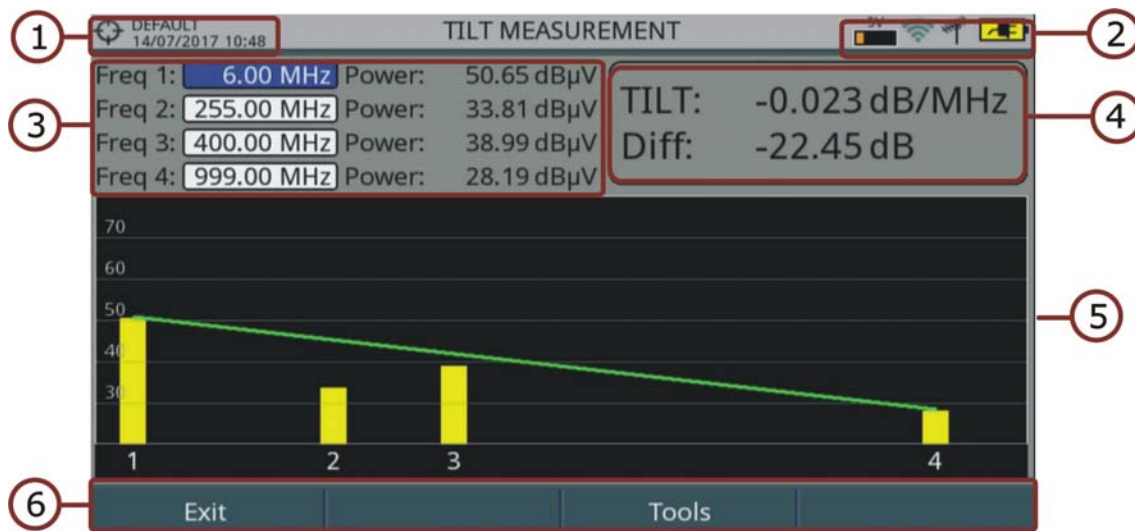 1
DEFAULT
14/07/2017 10:48
TILT MEASUREMENT
5V
2
3
Freq 1: 6.00 MHz Power: 50.65 dBµV
Freq 2: 255.00 MHz Power: 33.81 dBµV
Freq 3: 400.00 MHz Power: 38.99 dBµV
Freq 4: 999.00 MHz Power: 28.19 dBµV
TILT: -0.023 dB/MHz
Diff: -22.45 dB
4
70
60
50
40
30
5
1 2 3 4
6
Exit Tools